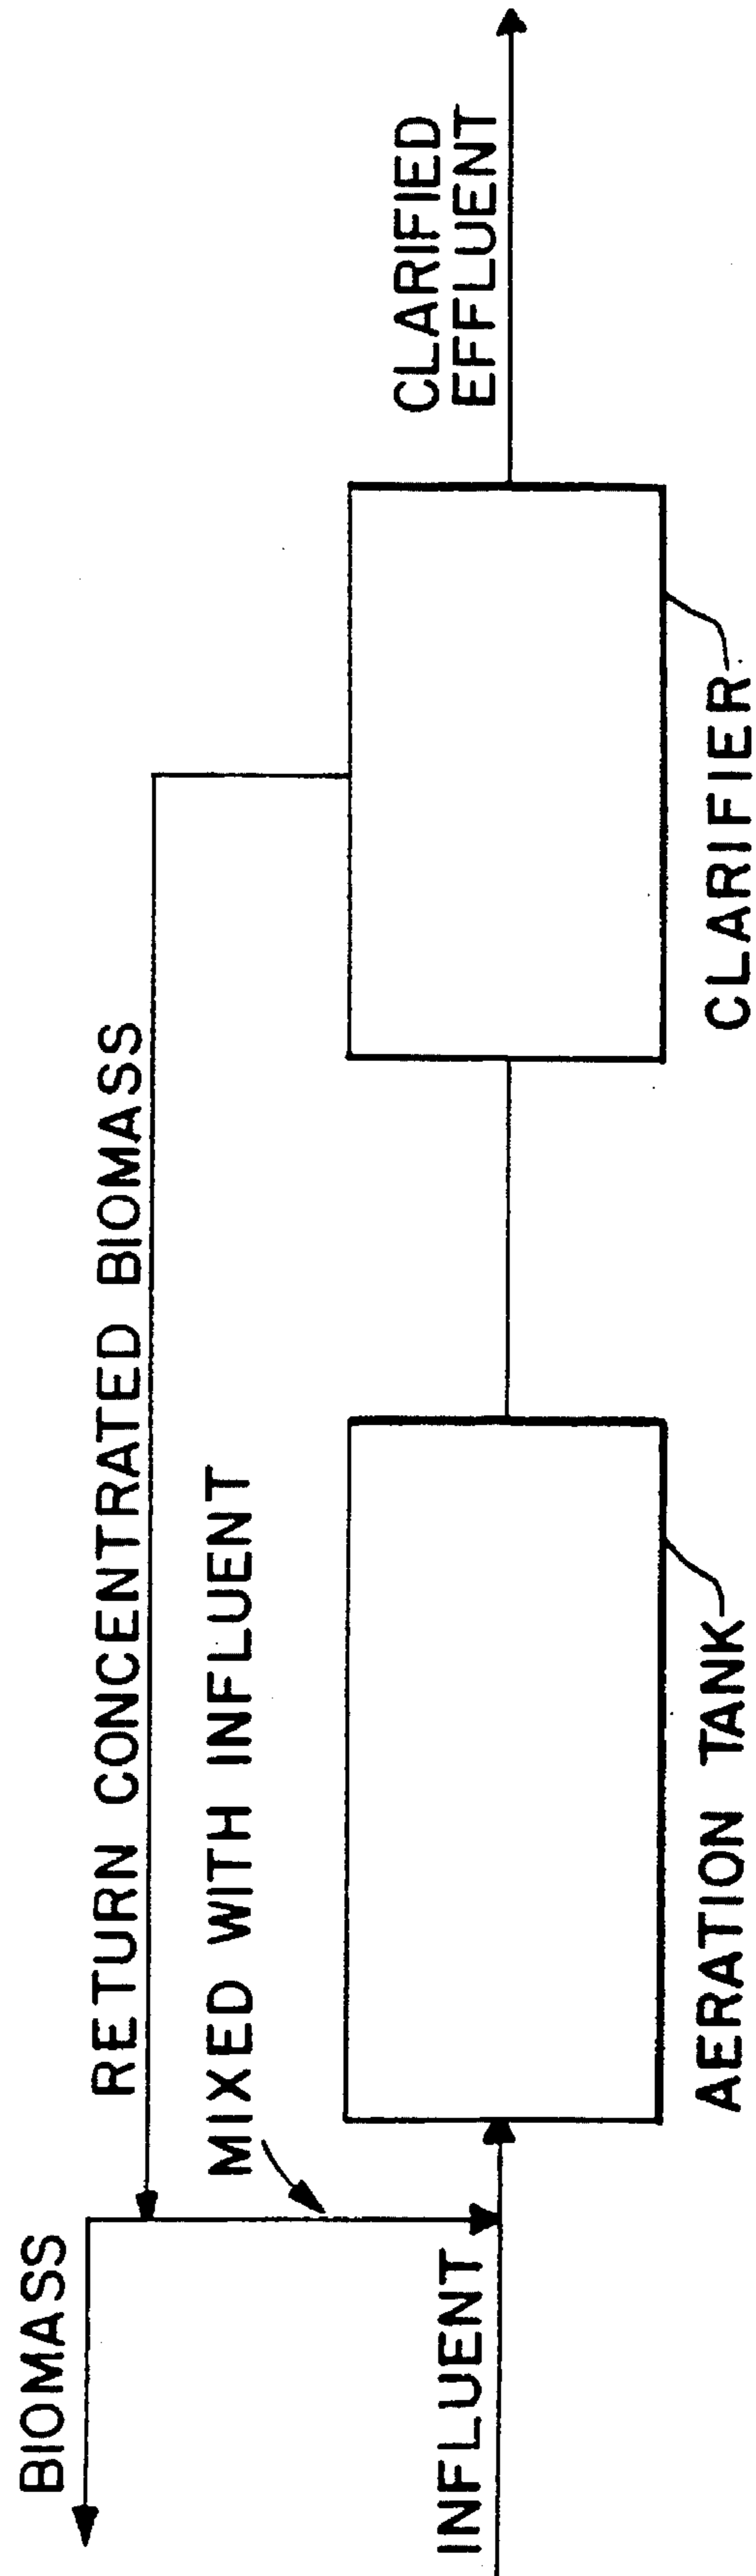 BIOMASS
RETURN CONCENTRATED BIOMASS
MIXED WITH INFLUENT
INFLUENT
CLARIFIED
EFFLUENT
AERATION TANK
CLARIFIER